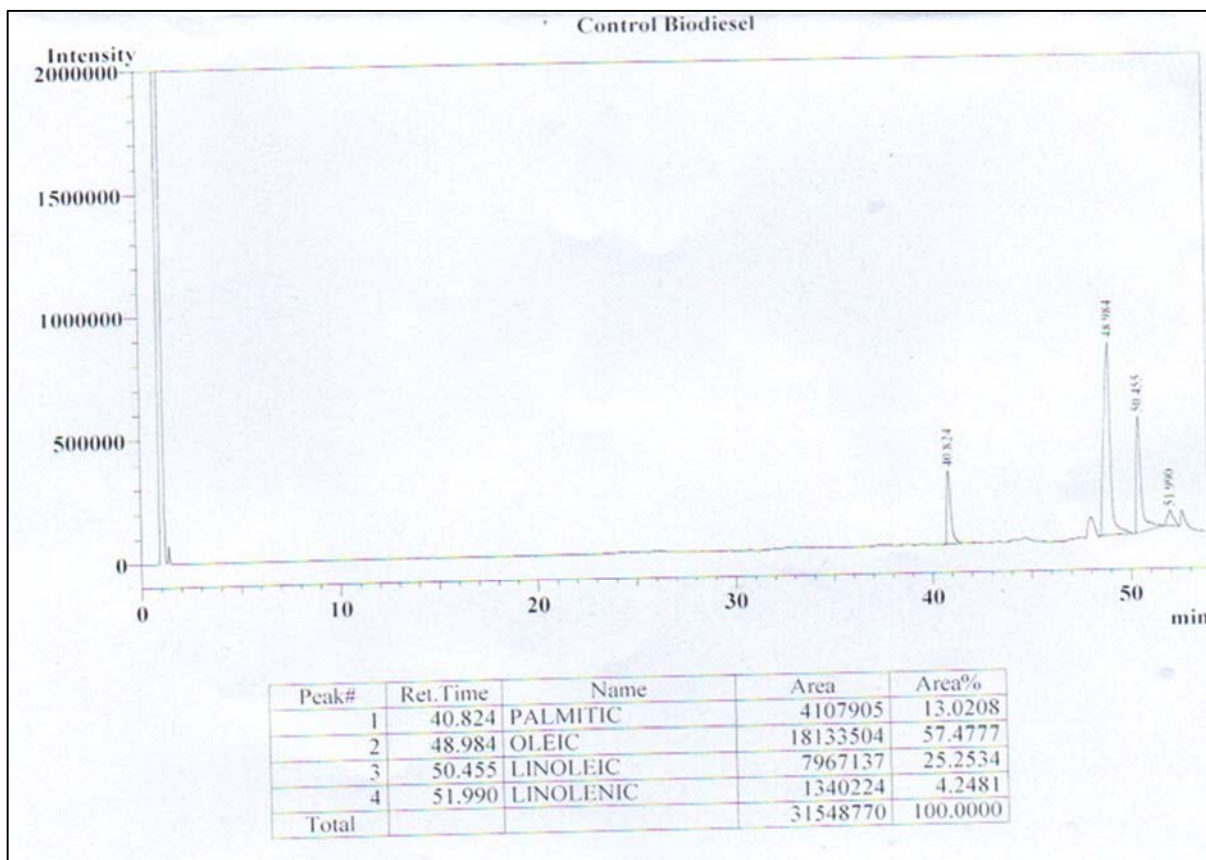 Control Biodiesel
Intensity
2000000
1500000
1000000
500000
0
40.824
48.984
50.455
51.990
0 10 20 30 40 50
min
Peak# Ret.Time Name Area Area%
1 40.824 PALMITIC 4107905 13.0208
2 48.984 OLEIC 18133504 57.4777
3 50.455 LINOLEIC 7967137 25.2534
4 51.990 LINOLENIC 1340224 4.2481
Total 31548770 100.0000